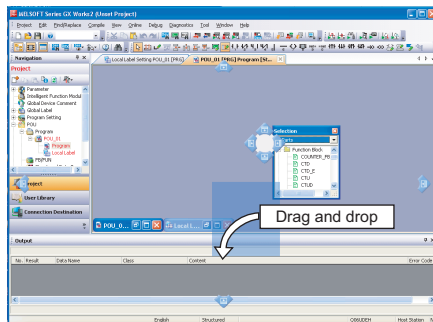 MELSOFT Series GX Works2 (Unset Project)
Project Edit Find/Replace Compile View Online Debug Diagnostics Tool Window Help
Navigation
Local Label Setting POU_01 [PRG]
POU_01 [PRG] Program [St...
Project
Parameter
Intelligent Function Modul
Global Device Comment
Global Label
Program Setting
POU
Program
POU_01
Program
Local Label
FB/FUN
Project
User Library
Connection Destination
Selection
Parts
Function Block
COUNTER_FB
CTD
CTD_E
CTU
CTUD
POU_0...
Local L...
Drag and drop
Output
No. Result Data Name Class Content Error Code
English Structured Q06UDEH Host Station